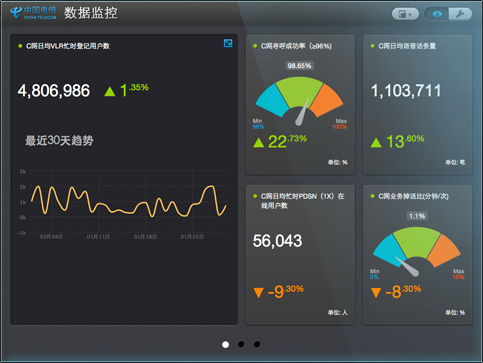 中国电信
CHINA TELECOM
数据监控
C网日均VLR忙时登记用户数
4,806,986
1.35%
最近30天趋势
3k
2k
1k
0k
-1k
01月04日
01月11日
01月18日
01月25日
C网寻呼成功率（≥96%）
98.65%
Min
96%
Max
100%
22.73%
单位: %
C网日均语音话务量
1,103,711
13.60%
单位: 笔
C网日均忙时PDSN（1X）在
线用户数
56,043
-9.30%
单位: 人
C网业务掉话比(分钟/次)
1.1%
Min
0%
Max
10%
-8.30%
单位: %